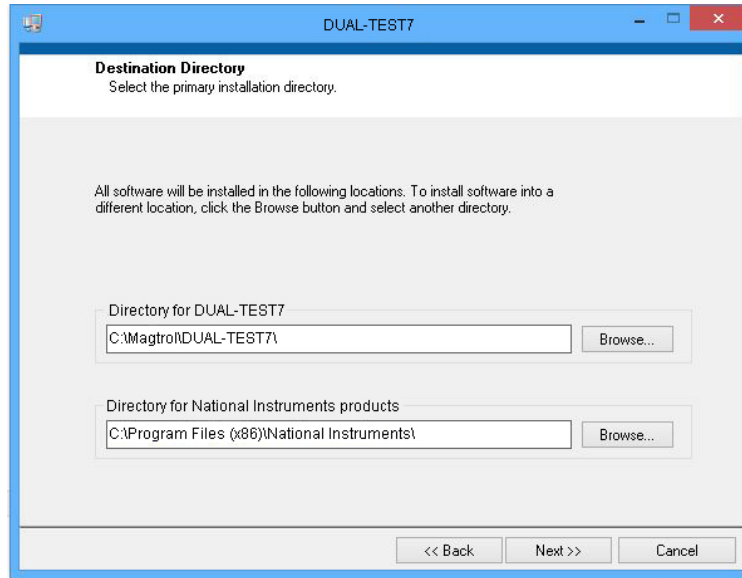 DUAL-TEST7
Destination Directory
Select the primary installation directory.
All software will be installed in the following locations. To install software into a
different location, click the Browse button and select another directory.
Directory for DUAL-TEST7
C:\Magtrol\DUAL-TEST7\
Browse...
Directory for National Instruments products
C:\Program Files (x86)\National Instruments\
Browse...
<< Back
Next >>
Cancel